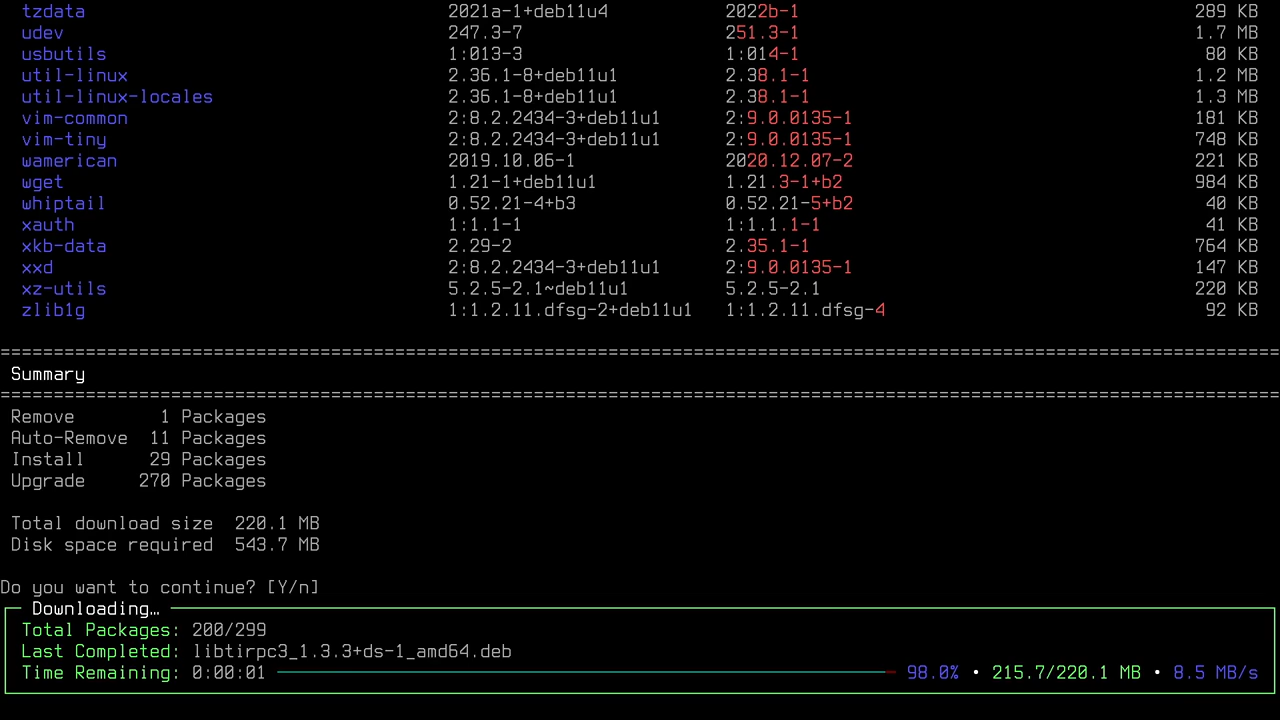 tzdata 2021a-1+deb11u4 2022b-1 289 KB
udev 247.3-7 251.3-1 1.7 MB
usbutils 1:013-3 1:014-1 80 KB
util-linux 2.36.1-8+deb11u1 2.38.1-1 1.2 MB
util-linux-locales 2.36.1-8+deb11u1 2.38.1-1 1.3 MB
vim-common 2:8.2.2434-3+deb11u1 2:9.0.0135-1 181 KB
vim-tiny 2:8.2.2434-3+deb11u1 2:9.0.0135-1 748 KB
wamerican 2019.10.06-1 2020.12.07-2 221 KB
wget 1.21-1+deb11u1 1.21.3-1+b2 984 KB
whiptail 0.52.21-4+b3 0.52.21-5+b2 40 KB
xauth 1:1.1-1 1:1.1.1-1 41 KB
xkb-data 2.29-2 2.35.1-1 764 KB
xxd 2:8.2.2434-3+deb11u1 2:9.0.0135-1 147 KB
xz-utils 5.2.5-2.1~deb11u1 5.2.5-2.1 220 KB
zlib1g 1:1.2.11.dfsg-2+deb11u1 1:1.2.11.dfsg-4 92 KB
================================================================================
Summary
================================================================================
Remove 1 Packages
Auto-Remove 11 Packages
Install 29 Packages
Upgrade 270 Packages
Total download size 220.1 MB
Disk space required 543.7 MB
Do you want to continue? [Y/n]
Downloading…
Total Packages: 200/299
Last Completed: libtirpc3_1.3.3+ds-1_amd64.deb
Time Remaining: 0:00:01 98.0% • 215.7/220.1 MB • 8.5 MB/s